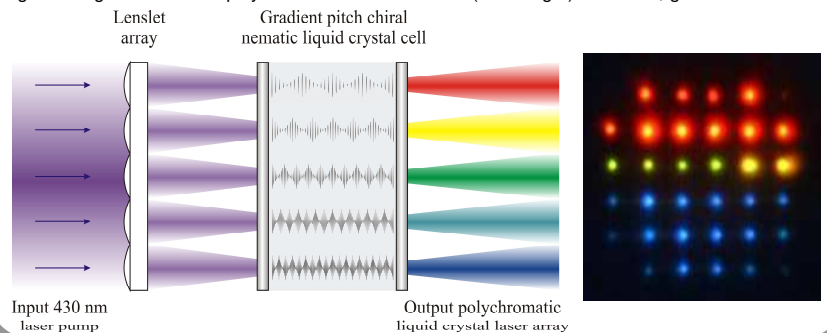 Lenslet
array
Gradient pitch chiral
nematic liquid crystal cell
Input 430 nm
laser pump
Output polychromatic
liquid crystal laser array